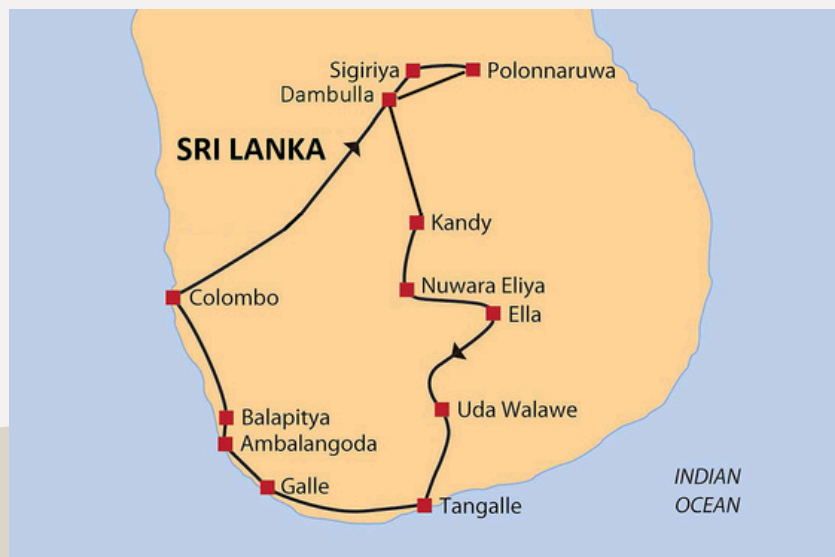 Sigiriya
Polonnaruwa
Dambulla
SRI LANKA
Kandy
Nuwara Eliya
Colombo
Ella
Uda Walawe
Balapitya
Ambalangoda
Galle
Tangalle
INDIAN
OCEAN